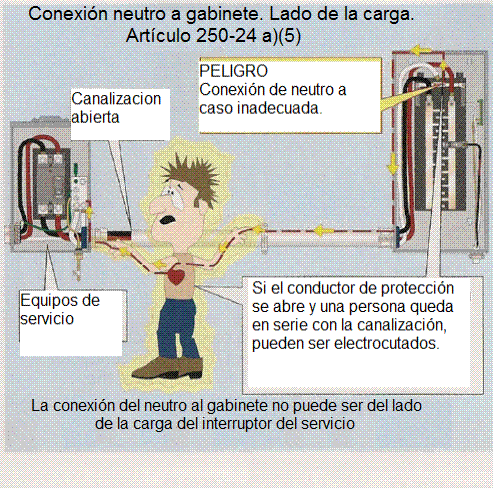 Conexión neutro a gabinete. Lado de la carga.
Artículo 250-24 a)(5)
PELIGRO
Conexión de neutro a
caso inadecuada.
Canalizacion
abierta
Equipos de
servicio
Si el conductor de protección
se abre y una persona queda
en serie con la canalización,
pueden ser electrocutados.
La conexión del neutro al gabinete no puede ser del lado
de la carga del interruptor del servicio